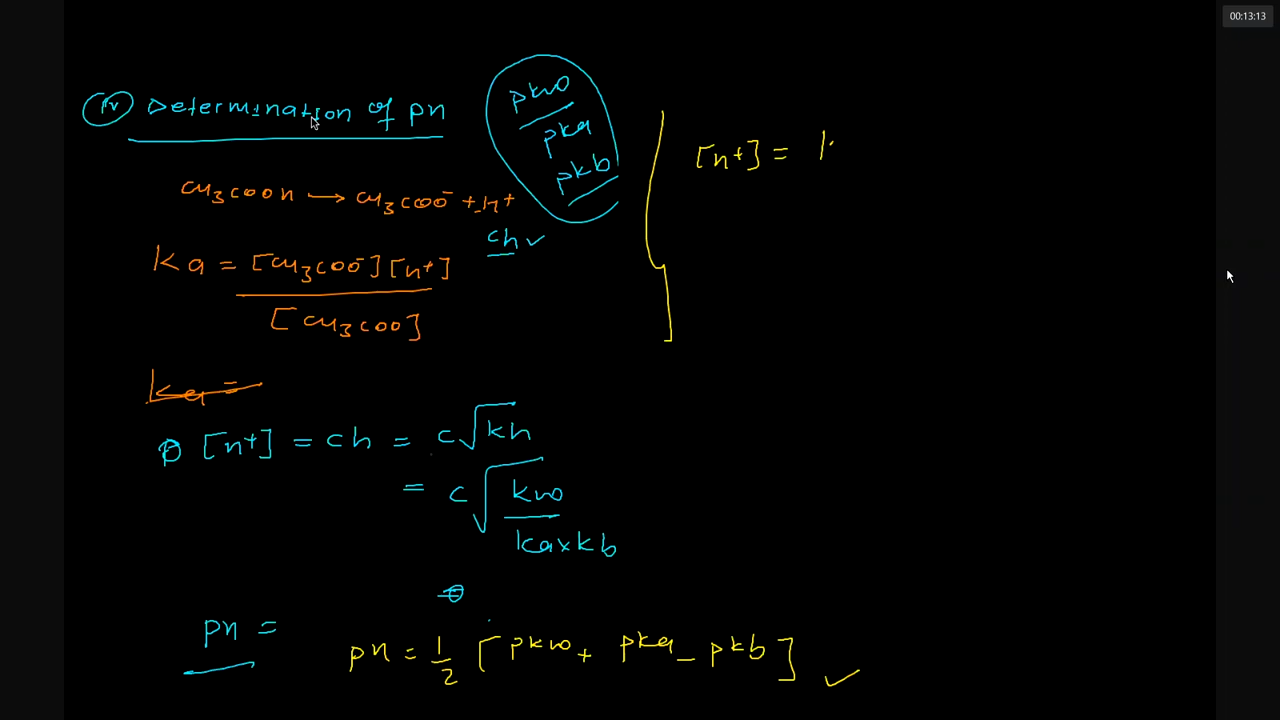 00:13:13
(iv) Determination of pH
pkw
pka
pkb
CH3COOH → CH3COO- + H+
ch ✓
Ka = [CH3COO-][H+]
[CH3COO]
Ka =
[H+] = ch = c√kh
= c√kw
ka×kb
pH =
pH = 1/2 [pkw + pka - pkb] ✓
[H+] = k